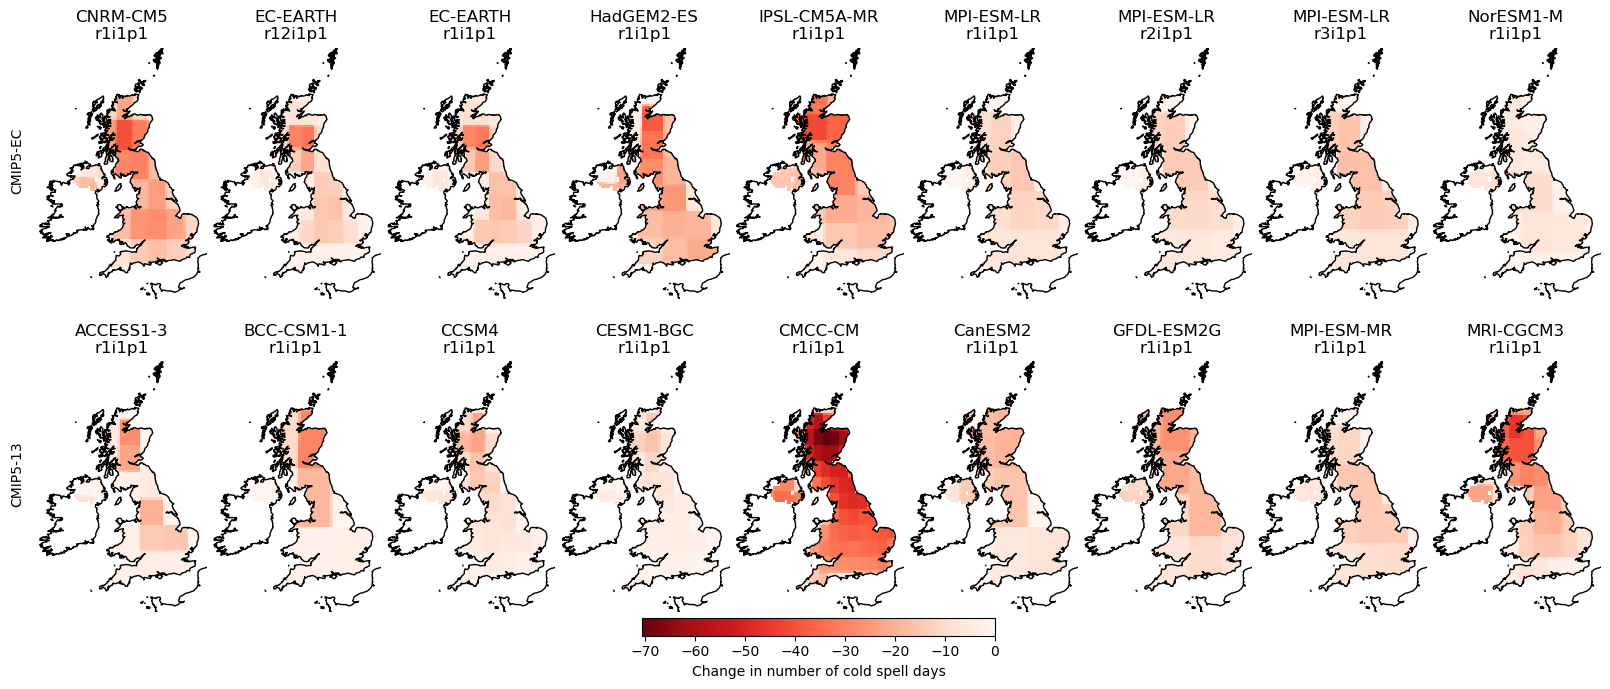 CNRM-CM5 EC-EARTH EC-EARTH HadGEM2-ES IPSL-CM5A-MR MPI-ESM-LR MPI-ESM-LR MPI-ESM-LR NorESM1-M
r1i1p1 r12i1p1 r1i1p1 r1i1p1 r1i1p1 r1i1p1 r2i1p1 r3i1p1 r1i1p1
CMIP5-EC
ACCESS1-3 BCC-CSM1-1 CCSM4 CESM1-BGC CMCC-CM CanESM2 GFDL-ESM2G MPI-ESM-MR MRI-CGCM3
r1i1p1 r1i1p1 r1i1p1 r1i1p1 r1i1p1 r1i1p1 r1i1p1 r1i1p1 r1i1p1
CMIP5-13
−70 −60 −50 −40 −30 −20 −10 0
Change in number of cold spell days